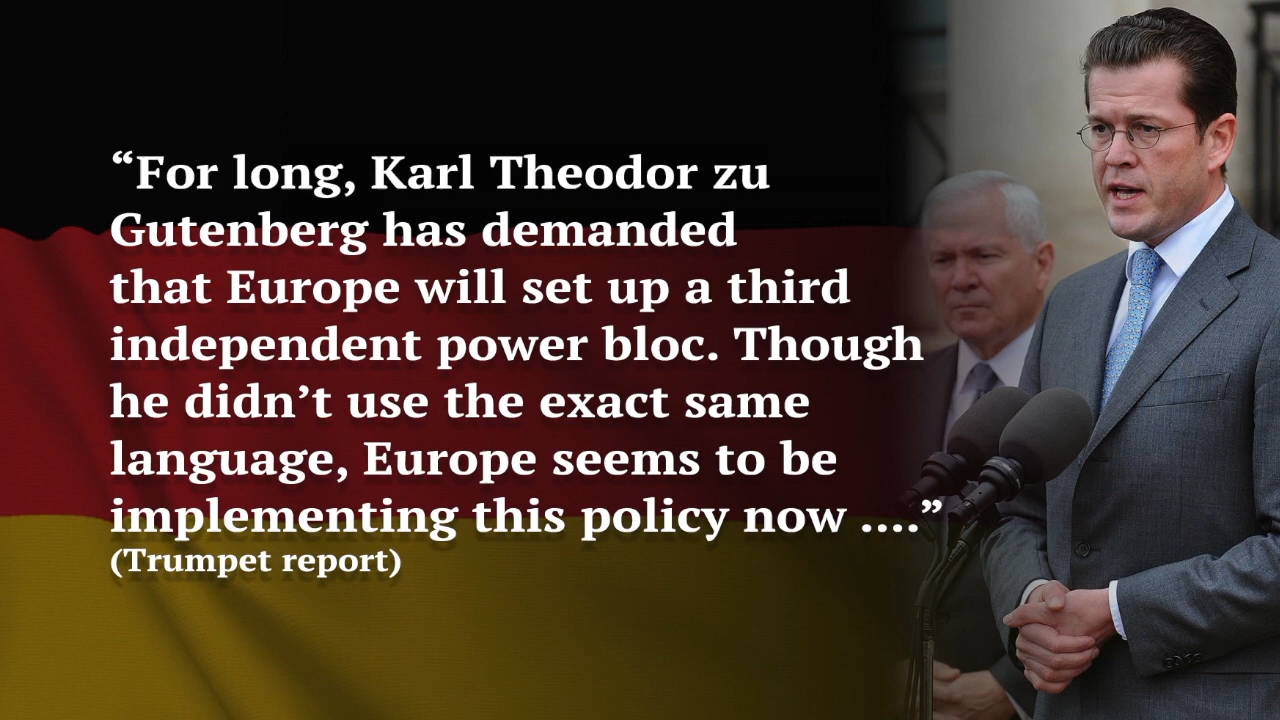 “For long, Karl Theodor zu
Gutenberg has demanded
that Europe will set up a third
independent power bloc. Though
he didn’t use the exact same
language, Europe seems to be
implementing this policy now ....”
(Trumpet report)